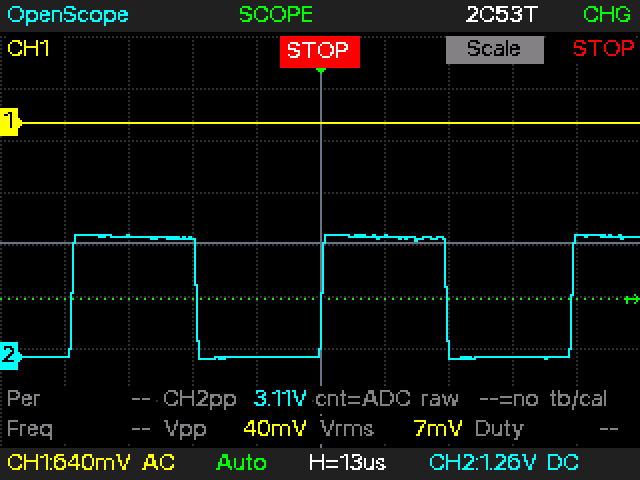 OpenScope SCOPE 2C53T CHG
CH1 STOP Scale STOP
1
2
Per -- CH2pp 3.11V cnt=ADC raw --=no tb/cal
Freq -- Vpp 40mV Vrms 7mV Duty --
CH1:640mV AC Auto H=13us CH2:1.26V DC